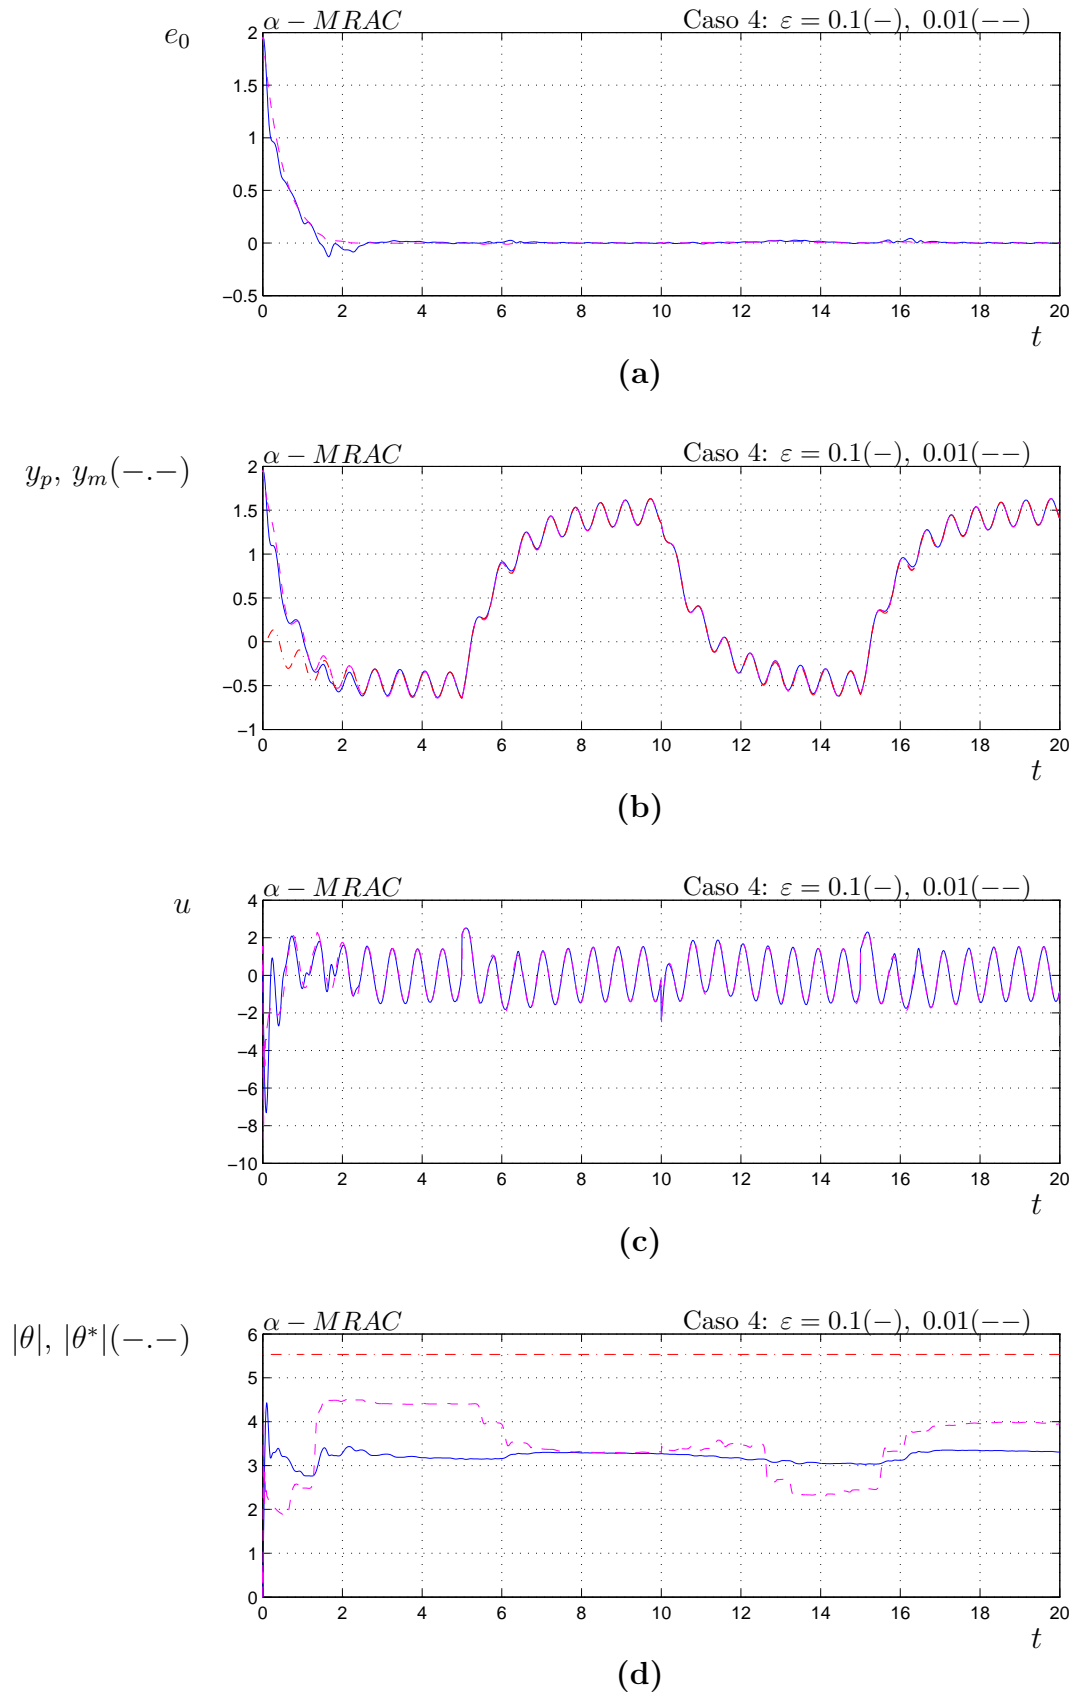 α − MRAC Caso 4: ε = 0.1(−), 0.01(−−)
e₀
2
1.5
1
0.5
0
−0.5
0 2 4 6 8 10 12 14 16 18 20
t
(a)
α − MRAC Caso 4: ε = 0.1(−), 0.01(−−)
yₚ, yₘ(−.−)
2
1.5
1
0.5
0
−0.5
−1
0 2 4 6 8 10 12 14 16 18 20
t
(b)
α − MRAC Caso 4: ε = 0.1(−), 0.01(−−)
u
4
2
0
−2
−4
−6
−8
−10
0 2 4 6 8 10 12 14 16 18 20
t
(c)
α − MRAC Caso 4: ε = 0.1(−), 0.01(−−)
|θ|, |θ*|(−.−)
6
5
4
3
2
1
0
0 2 4 6 8 10 12 14 16 18 20
t
(d)